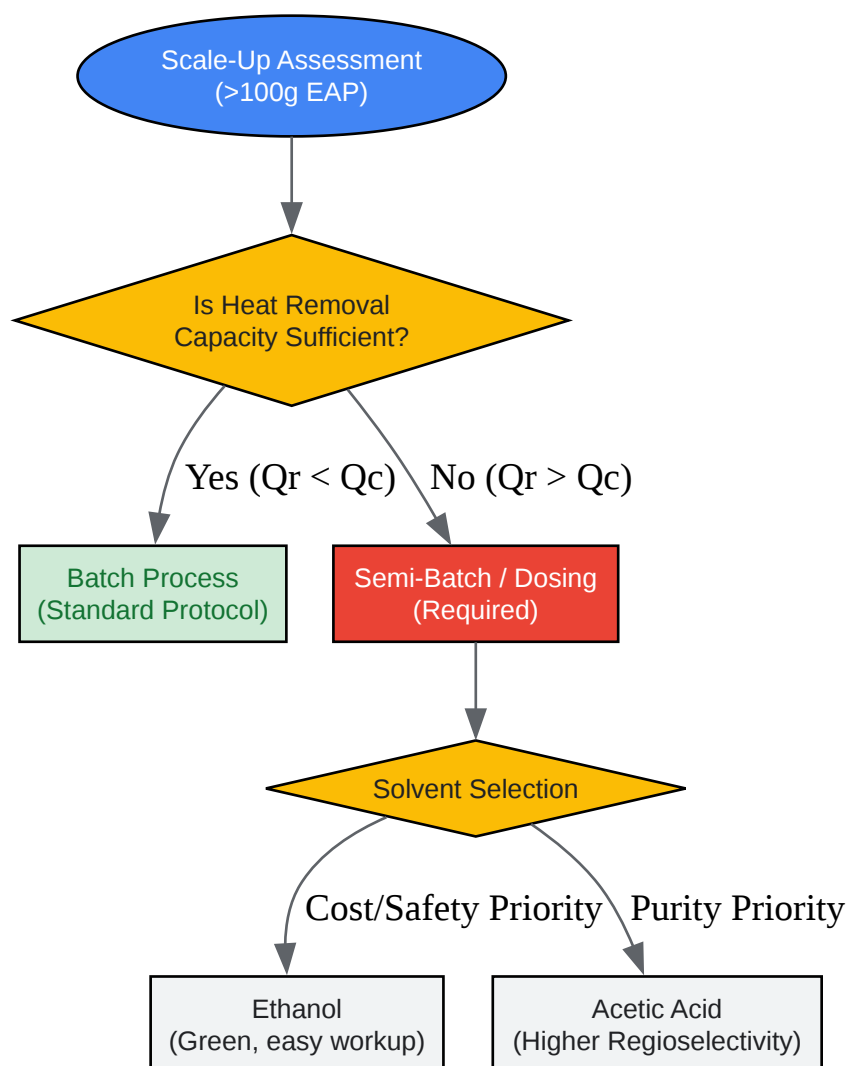 Scale-Up Assessment
(>100g EAP)
Is Heat Removal
Capacity Sufficient?
Yes (Qr < Qc)
No (Qr > Qc)
Batch Process
(Standard Protocol)
Semi-Batch / Dosing
(Required)
Solvent Selection
Cost/Safety Priority
Purity Priority
Ethanol
(Green, easy workup)
Acetic Acid
(Higher Regioselectivity)